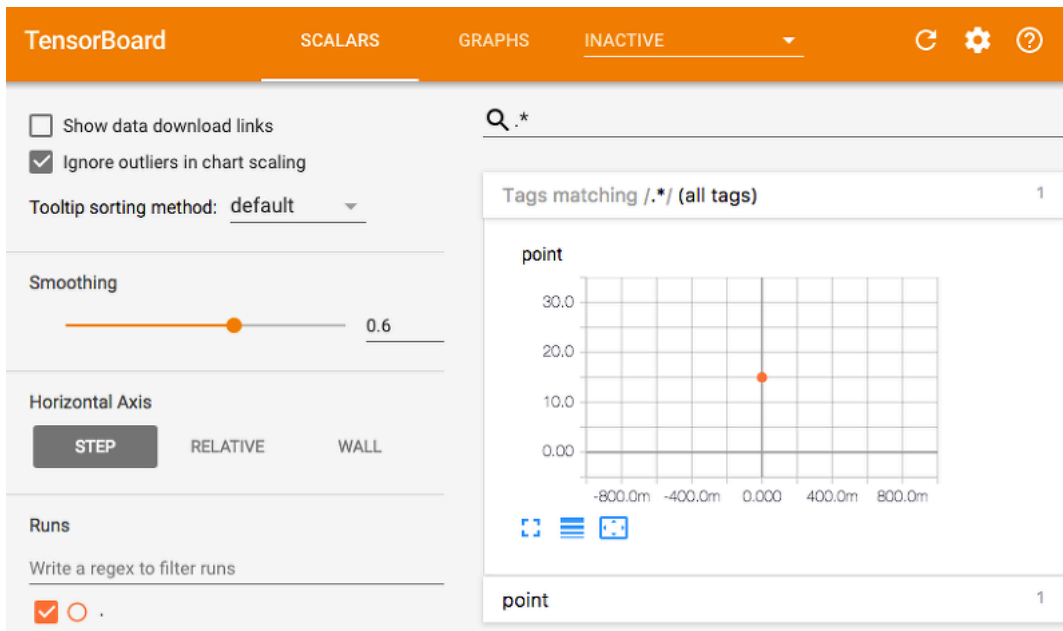 TensorBoard SCALARS GRAPHS INACTIVE
Show data download links
Ignore outliers in chart scaling
Tooltip sorting method: default
Smoothing
0.6
Horizontal Axis
STEP RELATIVE WALL
Runs
Write a regex to filter runs
.
.*
Tags matching /.*/ (all tags) 1
point
30.0
20.0
10.0
0.00
-800.0m -400.0m 0.000 400.0m 800.0m
point 1